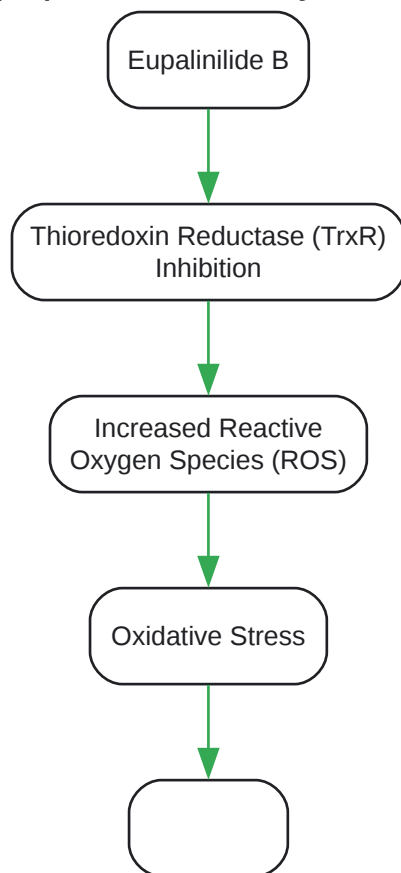 Eupalinilide B
Thioredoxin Reductase (TrxR)
Inhibition
Increased Reactive
Oxygen Species (ROS)
Oxidative Stress